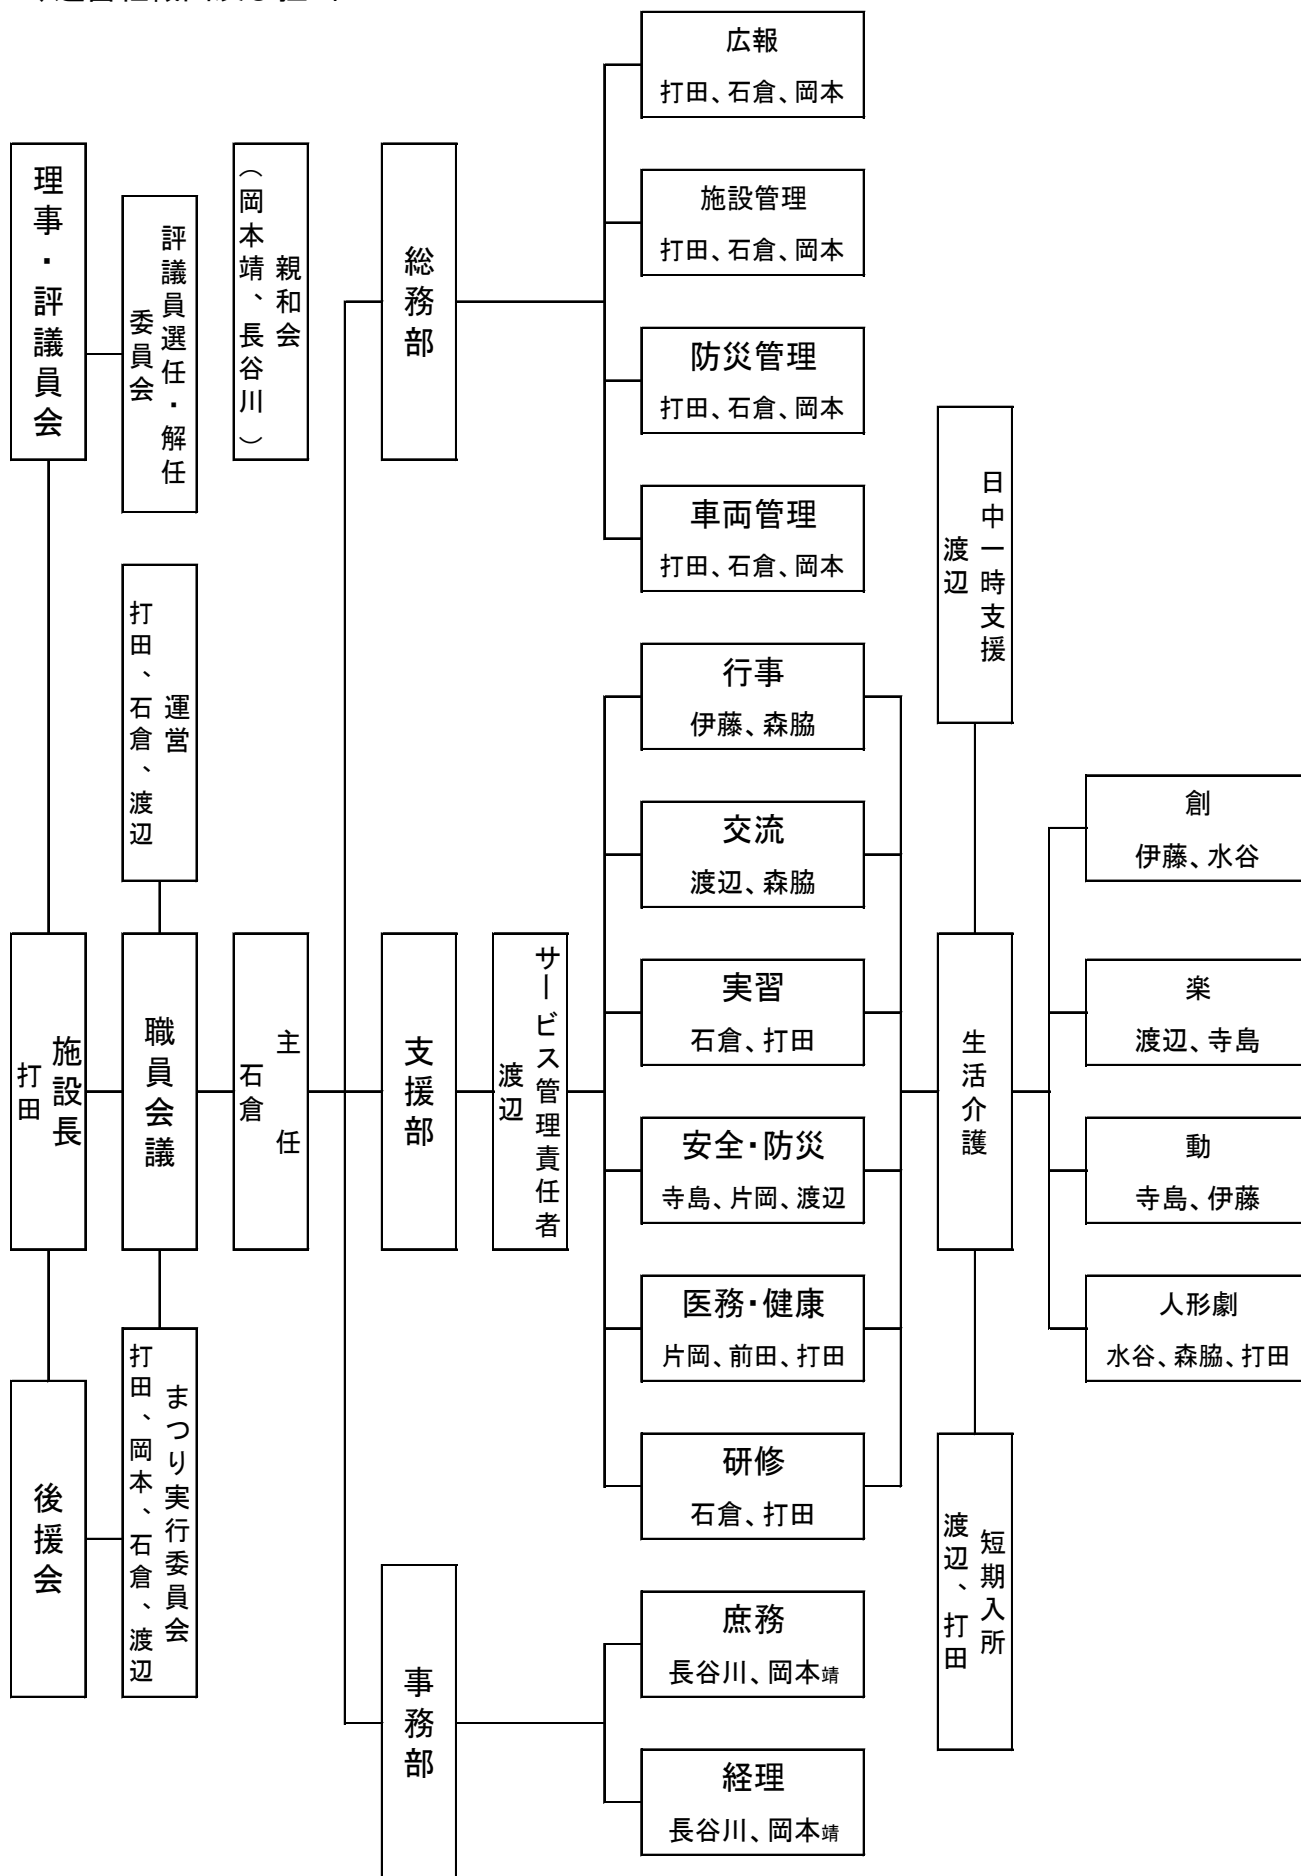 広報
打田、石倉、岡本
理事・評議員会
評議員選任・解任
委員会
親和会
（岡本靖、長谷川）
総務部
施設管理
打田、石倉、岡本
防災管理
打田、石倉、岡本
車両管理
打田、石倉、岡本
日中一時支援
渡辺
運営
打田、石倉、渡辺
行事
伊藤、森脇
交流
渡辺、森脇
創
伊藤、水谷
施設長
打田
職員会議
主任
石倉
支援部
サービス管理責任者
渡辺
実習
石倉、打田
安全・防災
寺島、片岡、渡辺
生活介護
楽
渡辺、寺島
動
寺島、伊藤
医務・健康
片岡、前田、打田
人形劇
水谷、森脇、打田
後援会
まつり実行委員会
打田、岡本、石倉、渡辺
研修
石倉、打田
短期入所
渡辺、打田
事務部
庶務
長谷川、岡本靖
経理
長谷川、岡本靖